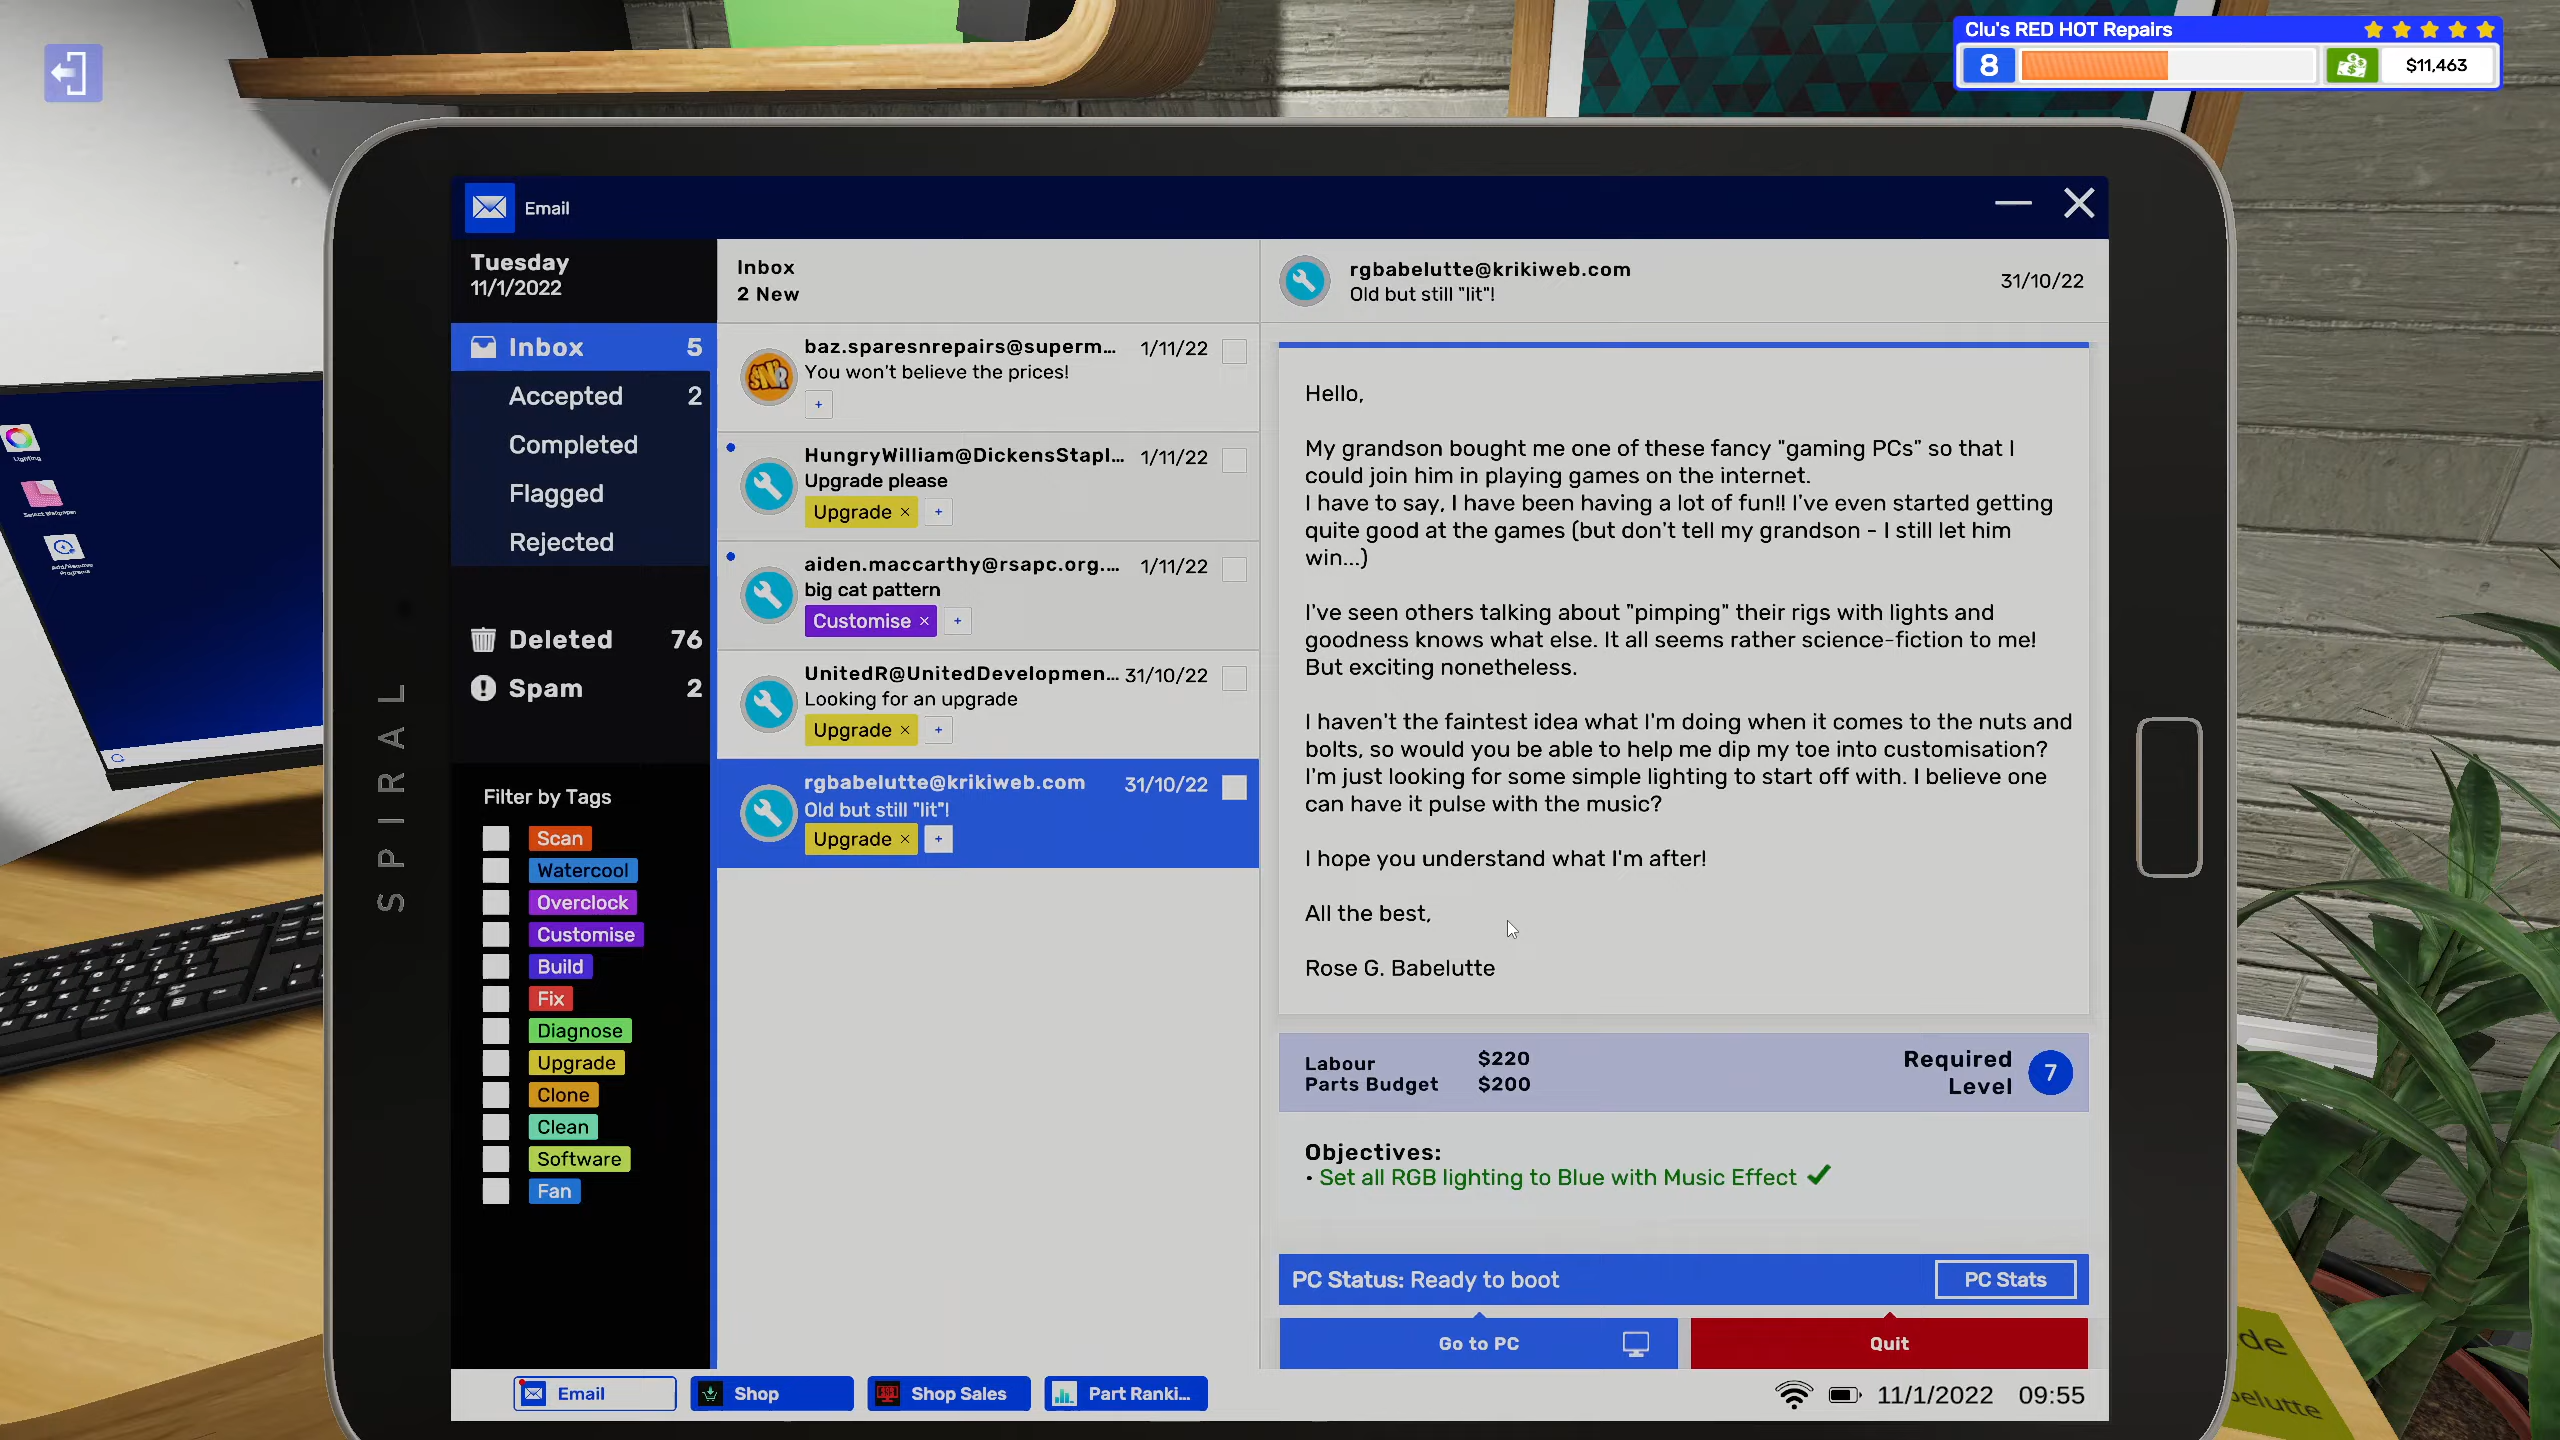 Clu's RED HOT Repairs
8
$11,463
Email
Tuesday
11/1/2022
Inbox 5
Accepted 2
Completed
Flagged
Rejected
Deleted 76
Spam 2
Filter by Tags
Scan
Watercool
Overclock
Customise
Build
Fix
Diagnose
Upgrade
Clone
Clean
Software
Fan
Inbox
2 New
baz.sparesnrepairs@superm... 1/11/22
You won't believe the prices!
+
SNR
HungryWilliam@DickensStapl... 1/11/22
Upgrade please
Upgrade × +
aiden.maccarthy@rsapc.org.... 1/11/22
big cat pattern
Customise × +
UnitedR@UnitedDevelopmen... 31/10/22
Looking for an upgrade
Upgrade × +
rgbabelutte@krikiweb.com 31/10/22
Old but still "lit"!
Upgrade × +
rgbabelutte@krikiweb.com
Old but still "lit"!
31/10/22
Hello,
My grandson bought me one of these fancy "gaming PCs" so that I
could join him in playing games on the internet.
I have to say, I have been having a lot of fun!! I've even started getting
quite good at the games (but don't tell my grandson - I still let him
win...)
I've seen others talking about "pimping" their rigs with lights and
goodness knows what else. It all seems rather science-fiction to me!
But exciting nonetheless.
I haven't the faintest idea what I'm doing when it comes to the nuts and
bolts, so would you be able to help me dip my toe into customisation?
I'm just looking for some simple lighting to start off with. I believe one
can have it pulse with the music?
I hope you understand what I'm after!
All the best,
Rose G. Babelutte
Labour $220
Parts Budget $200
Required
Level 7
Objectives:
• Set all RGB lighting to Blue with Music Effect
PC Status: Ready to boot
PC Stats
Go to PC
Quit
Email
Shop
Shop Sales
Part Ranki...
11/1/2022 09:55
SPIRAL
Lighting